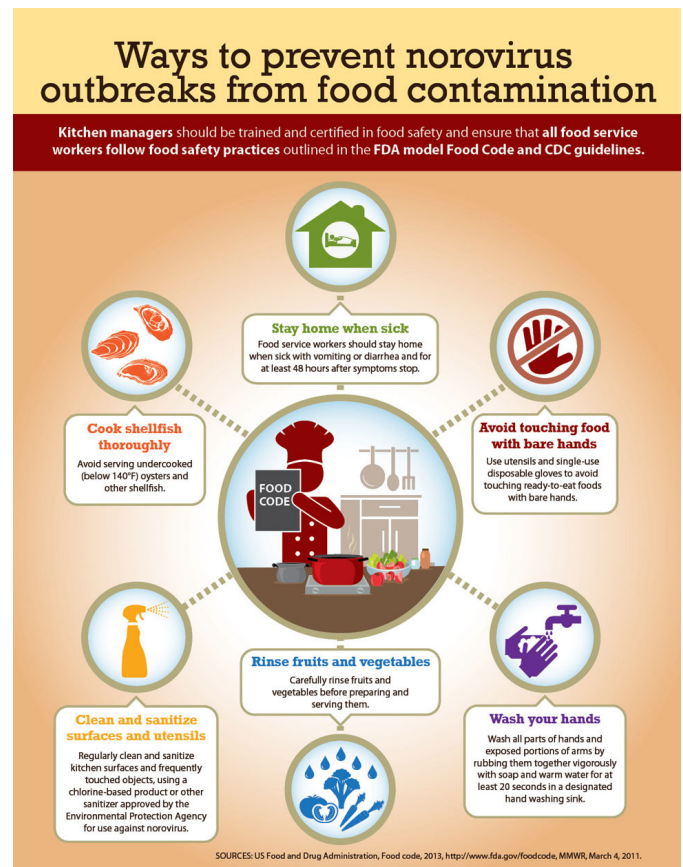 Ways to prevent norovirus
outbreaks from food contamination
Kitchen managers should be trained and certified in food safety and ensure that all food service
workers follow food safety practices outlined in the FDA model Food Code and CDC guidelines.
Stay home when sick
Food service workers should stay home
when sick with vomiting or diarrhea and for
at least 48 hours after symptoms stop.
Cook shellfish
thoroughly
Avoid serving undercooked
(below 140°F) oysters and
other shellfish.
Avoid touching food
with bare hands
Use utensils and single-use
disposable gloves to avoid
touching ready-to-eat foods
with bare hands.
FOOD
CODE
Rinse fruits and vegetables
Carefully rinse fruits and
vegetables before preparing and
serving them.
Clean and sanitize
surfaces and utensils
Regularly clean and sanitize
kitchen surfaces and frequently
touched objects, using a
chlorine-based product or other
sanitizer approved by the
Environmental Protection Agency
for use against norovirus.
Wash your hands
Wash all parts of hands and
exposed portions of arms by
rubbing them together vigorously
with soap and warm water for at
least 20 seconds in a designated
hand washing sink.
SOURCES: US Food and Drug Administration, Food code, 2013, http://www.fda.gov/foodcode, MMWR, March 4, 2011.